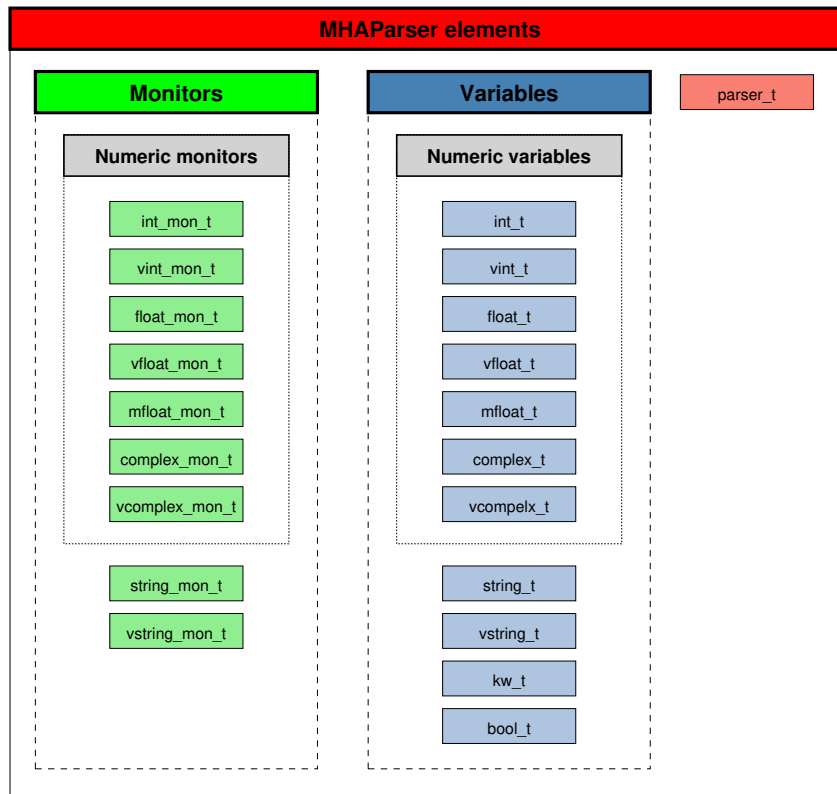 MHAParser elements
Monitors
Numeric monitors
int_mon_t
vint_mon_t
float_mon_t
vfloat_mon_t
mfloat_mon_t
complex_mon_t
vcomplex_mon_t
string_mon_t
vstring_mon_t
Variables
Numeric variables
int_t
vint_t
float_t
vfloat_t
mfloat_t
complex_t
vcompelx_t
string_t
vstring_t
kw_t
bool_t
parser_t